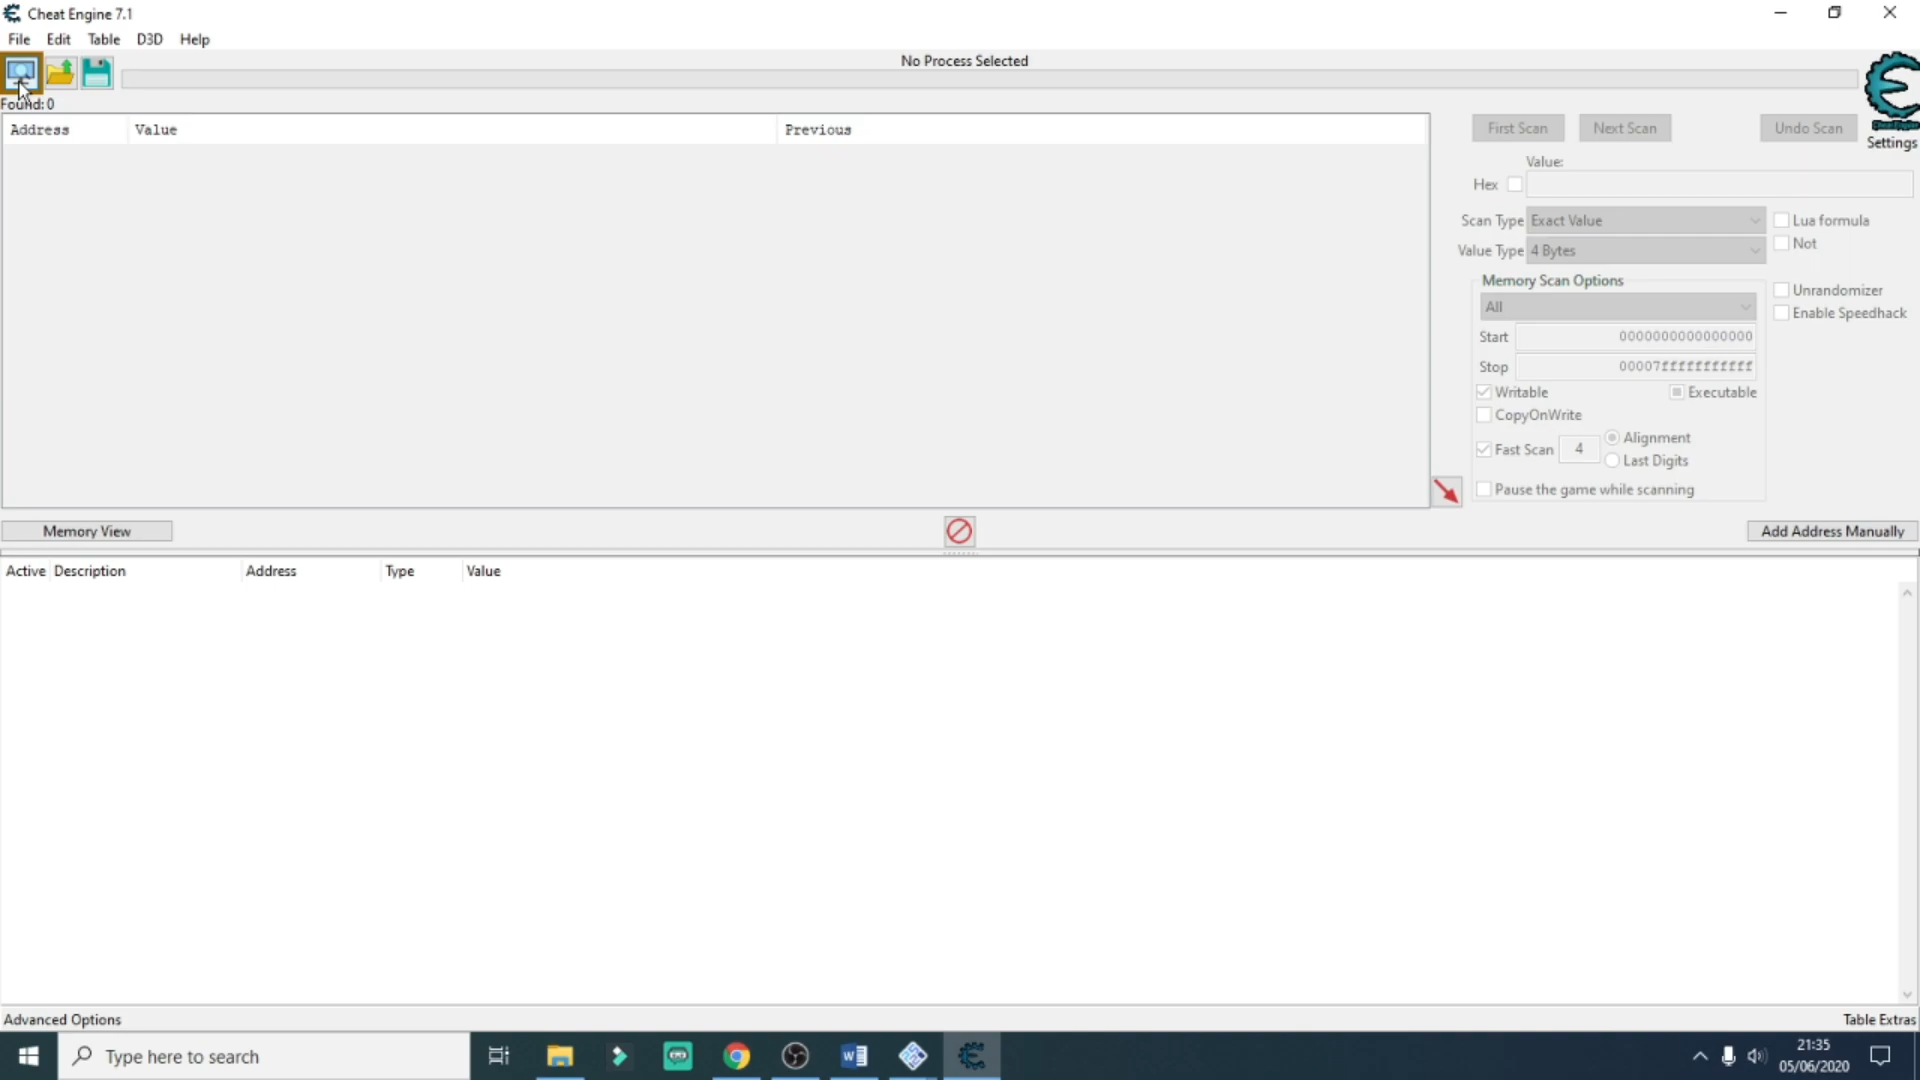 Cheat Engine 7.1
File Edit Table D3D Help
No Process Selected
Found: 0
Address Value Previous
First Scan Next Scan Undo Scan
Settings
Value:
Hex
Scan Type Exact Value Lua formula
Not
Value Type 4 Bytes
Memory Scan Options
All
Unrandomizer
Enable Speedhack
Start 0000000000000000
Stop 00007fffffffffff
Writable Executable
CopyOnWrite
Fast Scan 4 Alignment
Last Digits
Pause the game while scanning
Memory View Add Address Manually
Active Description Address Type Value
Advanced Options Table Extras
Type here to search
21:35
05/06/2020